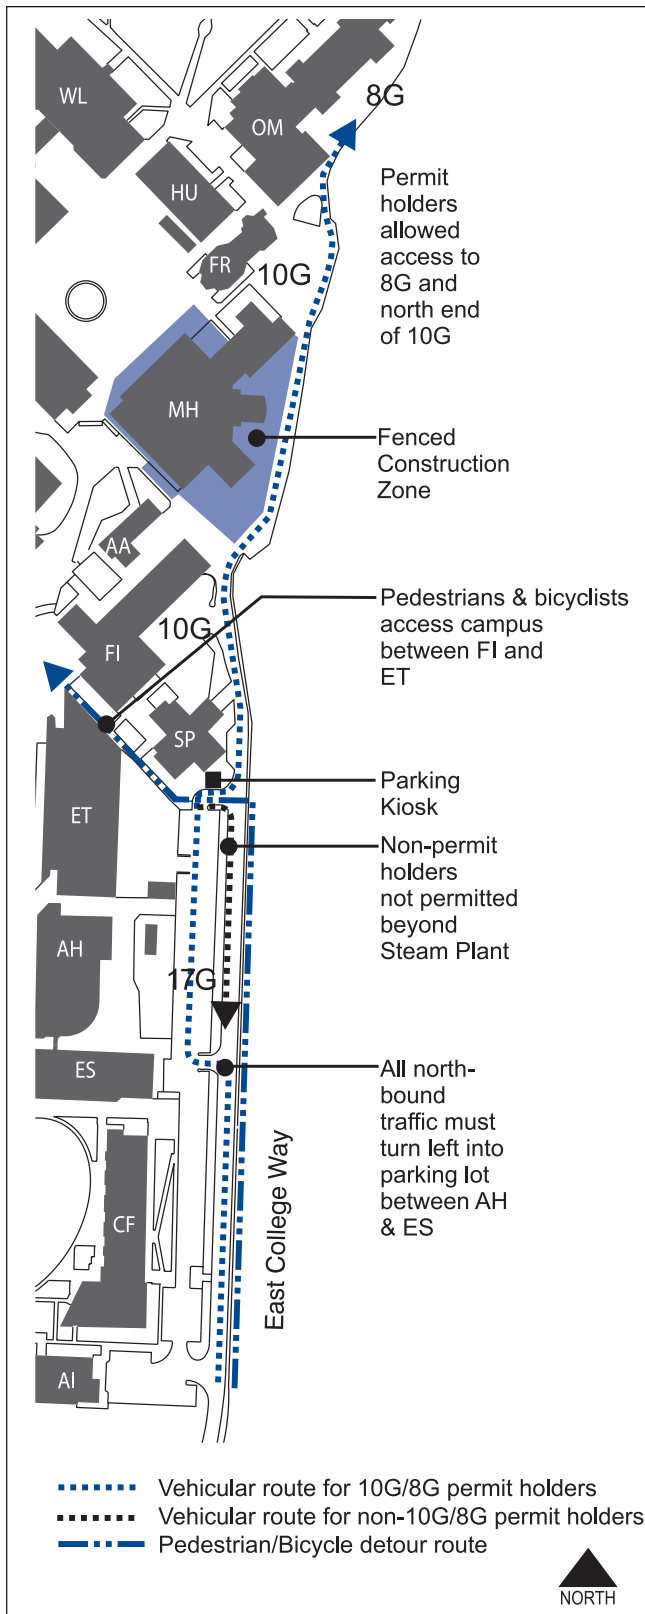 WL
8G
OM
Permit
holders
allowed
access to
8G and
north end
of 10G
HU
FR
10G
MH
Fenced
Construction
Zone
AA
Pedestrians & bicyclists
access campus
between FI and
ET
10G
FI
SP
Parking
Kiosk
ET
Non-permit
holders
not permitted
beyond
Steam Plant
AH
17G
ES
All north-
bound
traffic must
turn left into
parking lot
between AH
& ES
East College Way
CF
AI
Vehicular route for 10G/8G permit holders
Vehicular route for non-10G/8G permit holders
Pedestrian/Bicycle detour route
NORTH